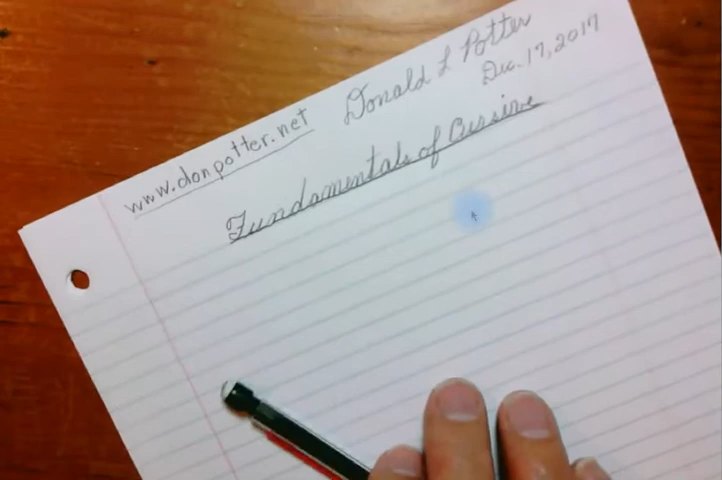 Donald L Potter
Dec. 17, 2017
www.donpotter.net
Fundamentals of Cursive